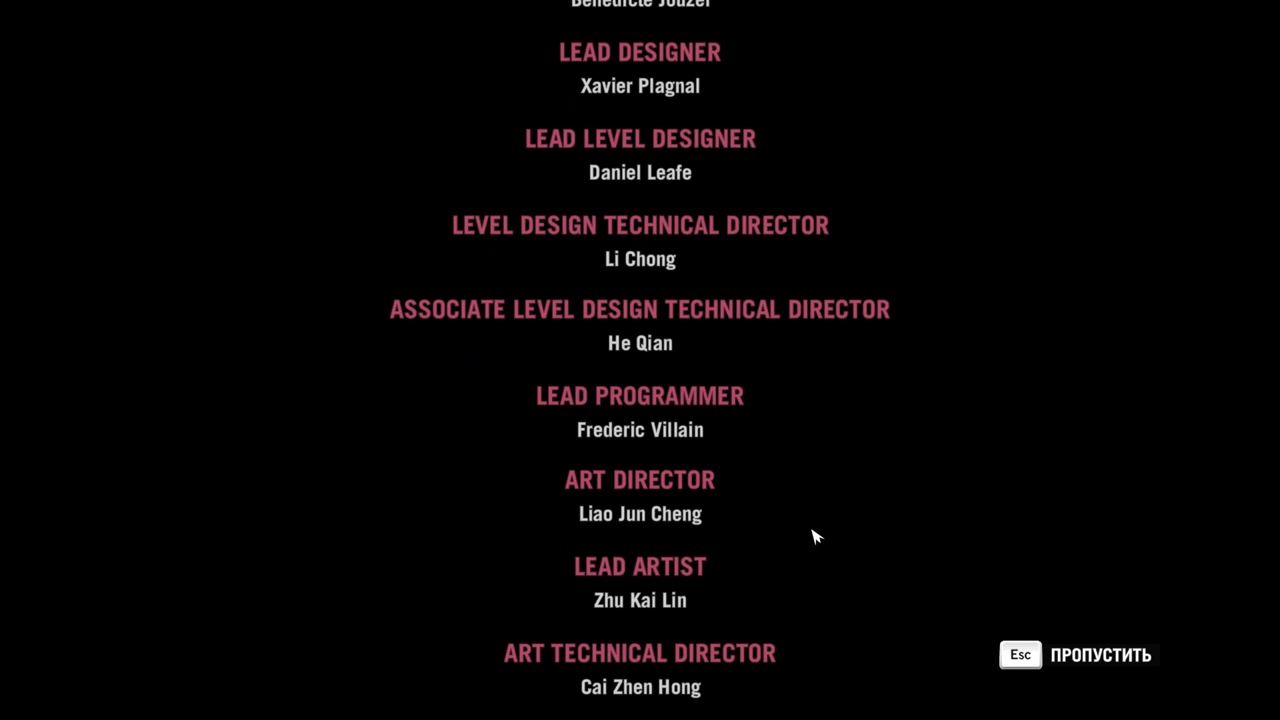 LEAD DESIGNER
Xavier Plagnal
LEAD LEVEL DESIGNER
Daniel Leafe
LEVEL DESIGN TECHNICAL DIRECTOR
Li Chong
ASSOCIATE LEVEL DESIGN TECHNICAL DIRECTOR
He Qian
LEAD PROGRAMMER
Frederic Villain
ART DIRECTOR
Liao Jun Cheng
LEAD ARTIST
Zhu Kai Lin
ART TECHNICAL DIRECTOR
Cai Zhen Hong
Esc ПРОПУСТИТЬ